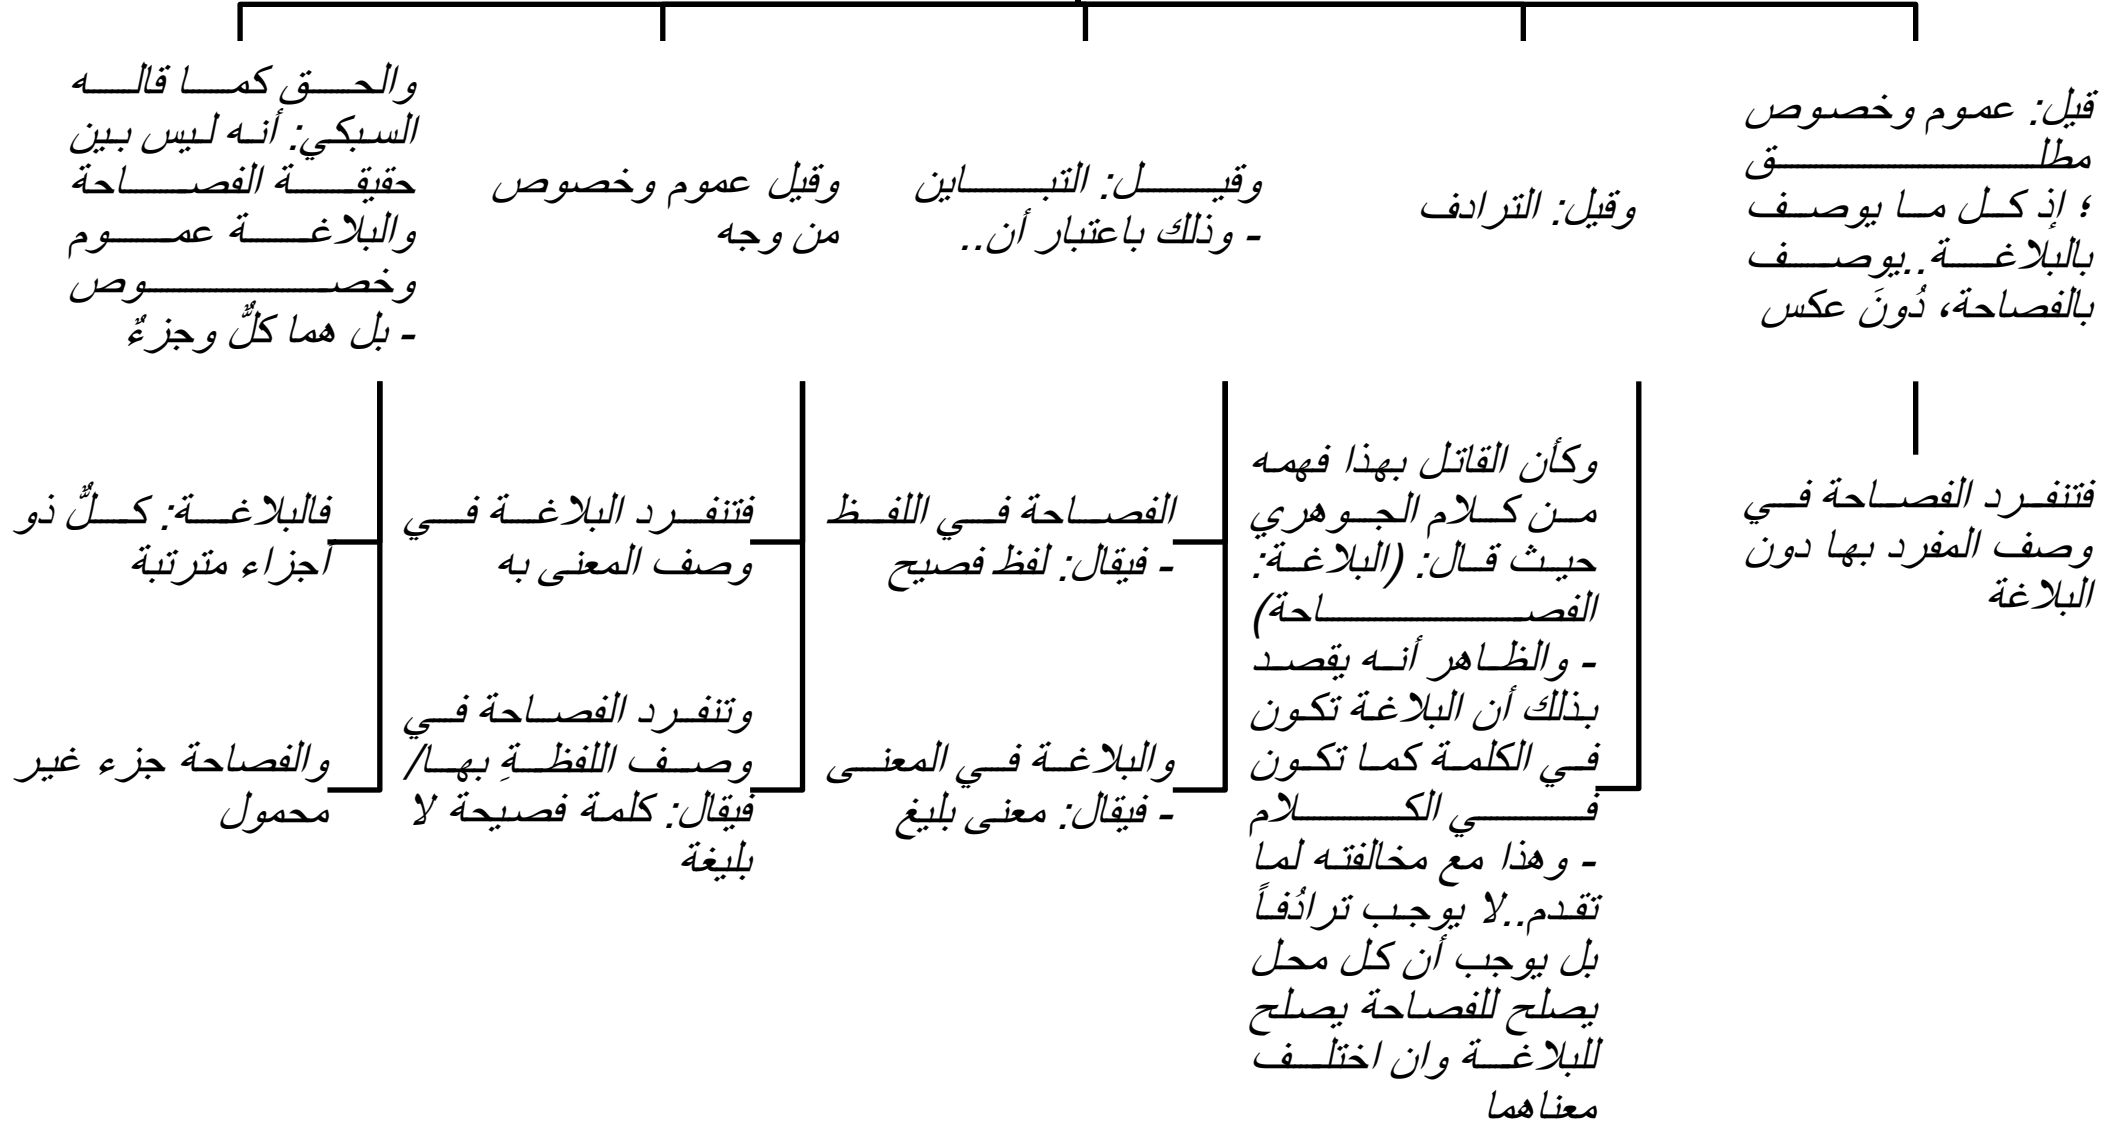 قيل: عموم وخصوص
مطلق
؛ إذ كل ما يوصف
بالبلاغة..يوصف
بالفصاحة، دُونَ عكس
فتنفرد الفصاحة في
وصف المفرد بها دون
البلاغة
وقيل: الترادف
وكأن القائل بهذا فهمه
من كلام الجوهري
حيث قال: (البلاغة:
الفصاحة)
- والظاهر أنه يقصد
بذلك أن البلاغة تكون
في الكلمة كما تكون
في الكلام
- وهذا مع مخالفته لما
تقدم..لا يوجب ترادُفاً
بل يوجب أن كل محل
يصلح للفصاحة يصلح
للبلاغة وان اختلف
معناهما
وقيل: التباين
- وذلك باعتبار أن..
الفصاحة في اللفظ
- فيقال: لفظ فصيح
والبلاغة في المعنى
- فيقال: معنى بليغ
وقيل عموم وخصوص
من وجه
فتنفرد البلاغة في
وصف المعنى به
وتنفرد الفصاحة في
وصف اللفظةِ بها/
فيقال: كلمة فصيحة لا
بليغة
والحق كما قاله
السبكي: أنه ليس بين
حقيقة الفصاحة
والبلاغة عموم
وخصوص
- بل هما كلٌّ وجزءٌ
فالبلاغة: كلٌّ ذو
أجزاء مترتبة
والفصاحة جزء غير
محمول